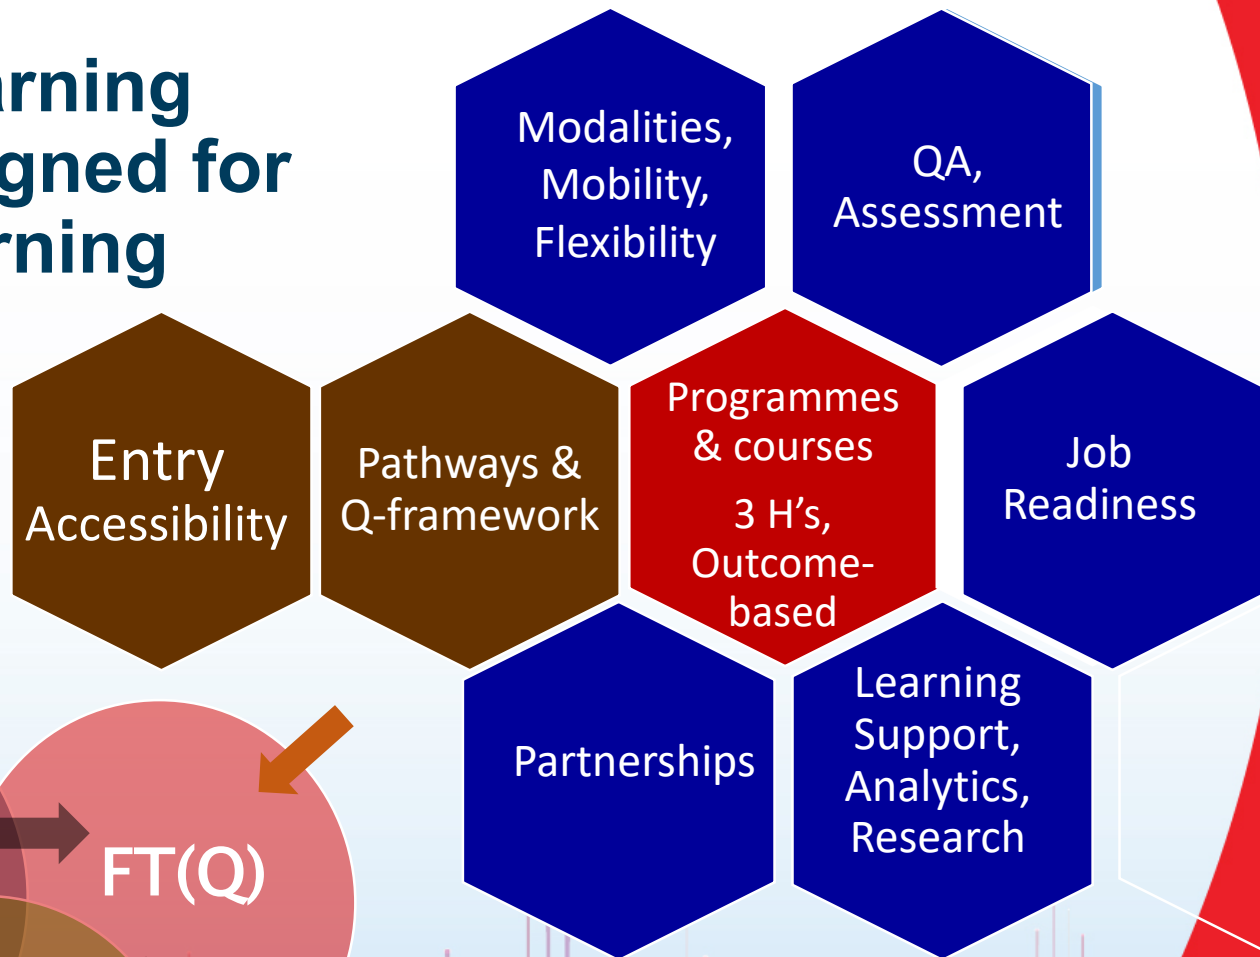 arning
gned for
rning
Modalities,
Mobility,
Flexibility
QA,
Assessment
Entry
Accessibility
Pathways &
Q-framework
Programmes
& courses
3 H's,
Outcome-
based
Job
Readiness
Partnerships
Learning
Support,
Analytics,
Research
FT(Q)